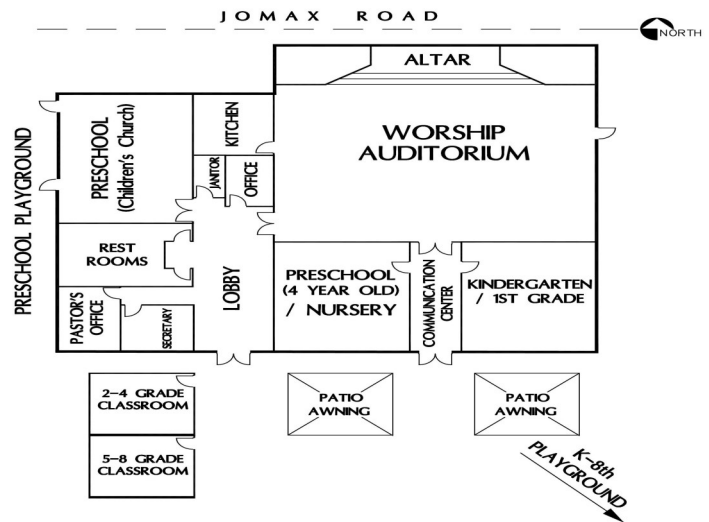 JOMAX ROAD
NORTH
ALTAR
WORSHIP
AUDITORIUM
KITCHEN
PRESCHOOL
(Children's Church)
PRESCHOOL PLAYGROUND
JANITOR
OFFICE
REST
ROOMS
LOBBY
PRESCHOOL
(4 YEAR OLD)
/ NURSERY
COMMUNICATION
CENTER
KINDERGARTEN
/ 1ST GRADE
PASTOR'S
OFFICE
SECRETARY
2-4 GRADE
CLASSROOM
PATIO
AWNING
PATIO
AWNING
5-8 GRADE
CLASSROOM
K-8th
PLAYGROUND